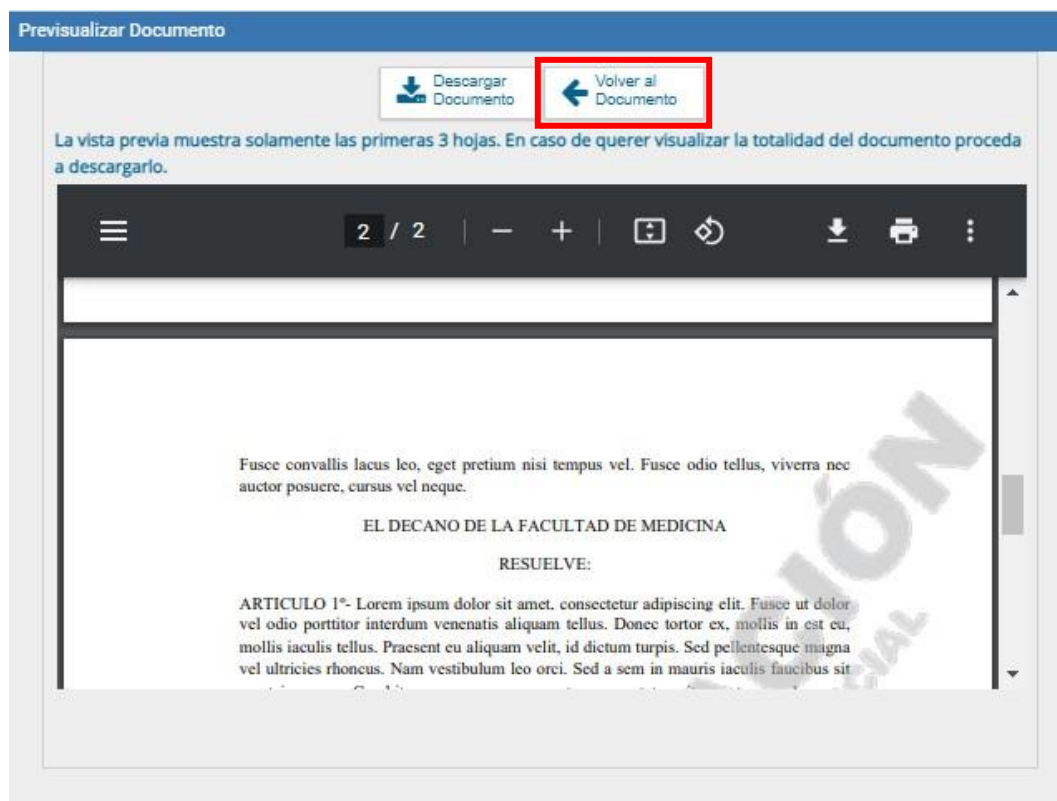 Previsualizar Documento
Descargar
Documento
Volver al
Documento
La vista previa muestra solamente las primeras 3 hojas. En caso de querer visualizar la totalidad del documento proceda
a descargarlo.
2 / 2
Fusce convallis lacus leo, eget pretium nisi tempus vel. Fusce odio tellus, viverra nec
auctor posuere, cursus vel neque.
EL DECANO DE LA FACULTAD DE MEDICINA
RESUELVE:
ARTICULO 1º- Lorem ipsum dolor sit amet, consectetur adipiscing elit. Fusce ut dolor
vel odio porttitor interdum venenatis aliquam tellus. Donec tortor ex, mollis in est eu,
mollis iaculis tellus. Praesent eu aliquam velit, id dictum turpis. Sed pellentesque magna
vel ultricies rhoncus. Nam vestibulum leo orci. Sed a sem in mauris iaculis faucibus sit
ACIÓN
CIAL